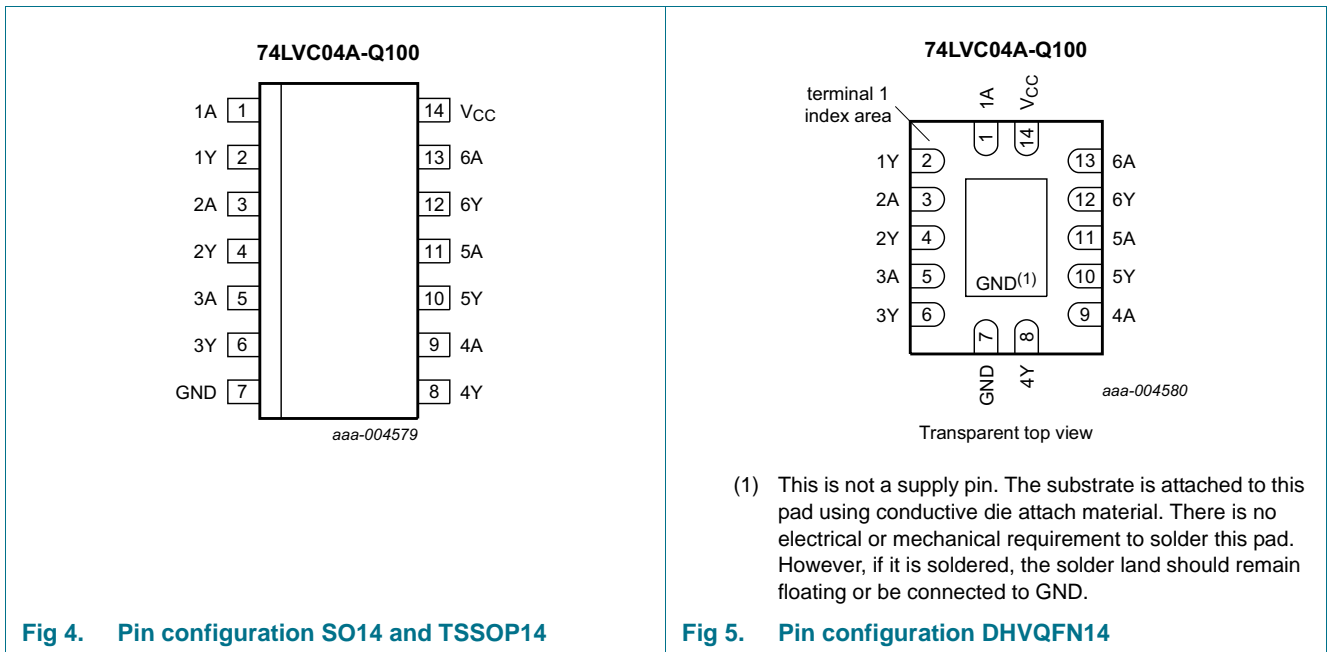 74LVC04A-Q100
1A 1 14 VCC
1Y 2 13 6A
2A 3 12 6Y
2Y 4 11 5A
3A 5 10 5Y
3Y 6 9 4A
GND 7 8 4Y
aaa-004579
Fig 4. Pin configuration SO14 and TSSOP14
74LVC04A-Q100
terminal 1
index area
1A VCC
1 14
1Y 2 13 6A
2A 3 12 6Y
2Y 4 11 5A
3A 5 10 5Y
GND(1)
3Y 6 9 4A
7 8
GND 4Y
aaa-004580
Transparent top view
(1) This is not a supply pin. The substrate is attached to this
pad using conductive die attach material. There is no
electrical or mechanical requirement to solder this pad.
However, if it is soldered, the solder land should remain
floating or be connected to GND.
Fig 5. Pin configuration DHVQFN14